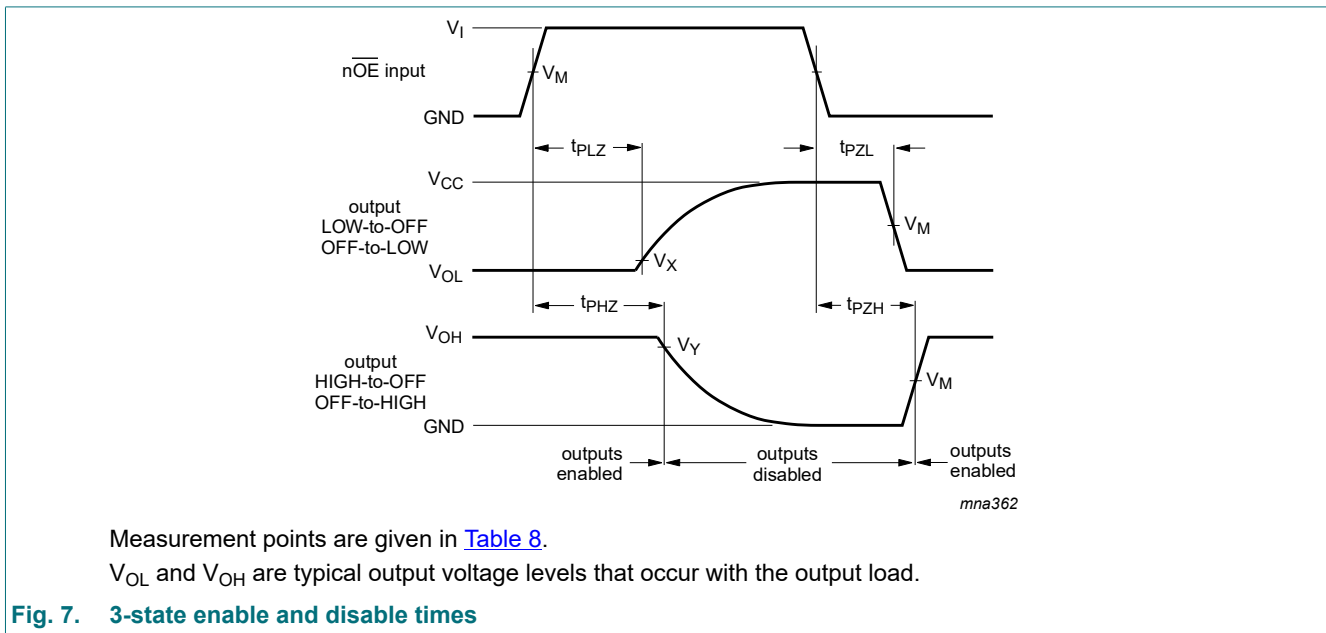 V_I
nOE input
V_M
GND
t_PLZ
t_PZL
V_CC
output
LOW-to-OFF
OFF-to-LOW
V_M
V_X
V_OL
t_PHZ
t_PZH
V_OH
V_Y
output
HIGH-to-OFF
OFF-to-HIGH
V_M
GND
outputs
enabled
outputs
disabled
outputs
enabled
mna362
Measurement points are given in Table 8.
V_OL and V_OH are typical output voltage levels that occur with the output load.
Fig. 7. 3-state enable and disable times